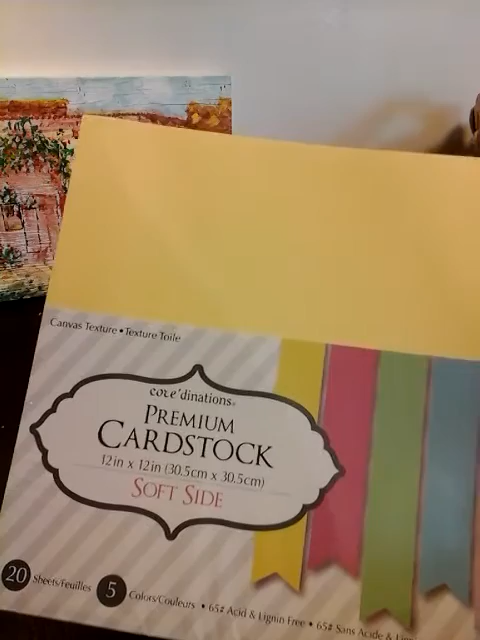 Canvas Texture • Texture Toile
core'dinations®
PREMIUM
CARDSTOCK
12in x 12in (30.5cm x 30.5cm)
SOFT SIDE
20 Sheets/Feuilles 5 Colors/Couleurs • 65# Acid & Lignin Free • 65# Sans Acide &